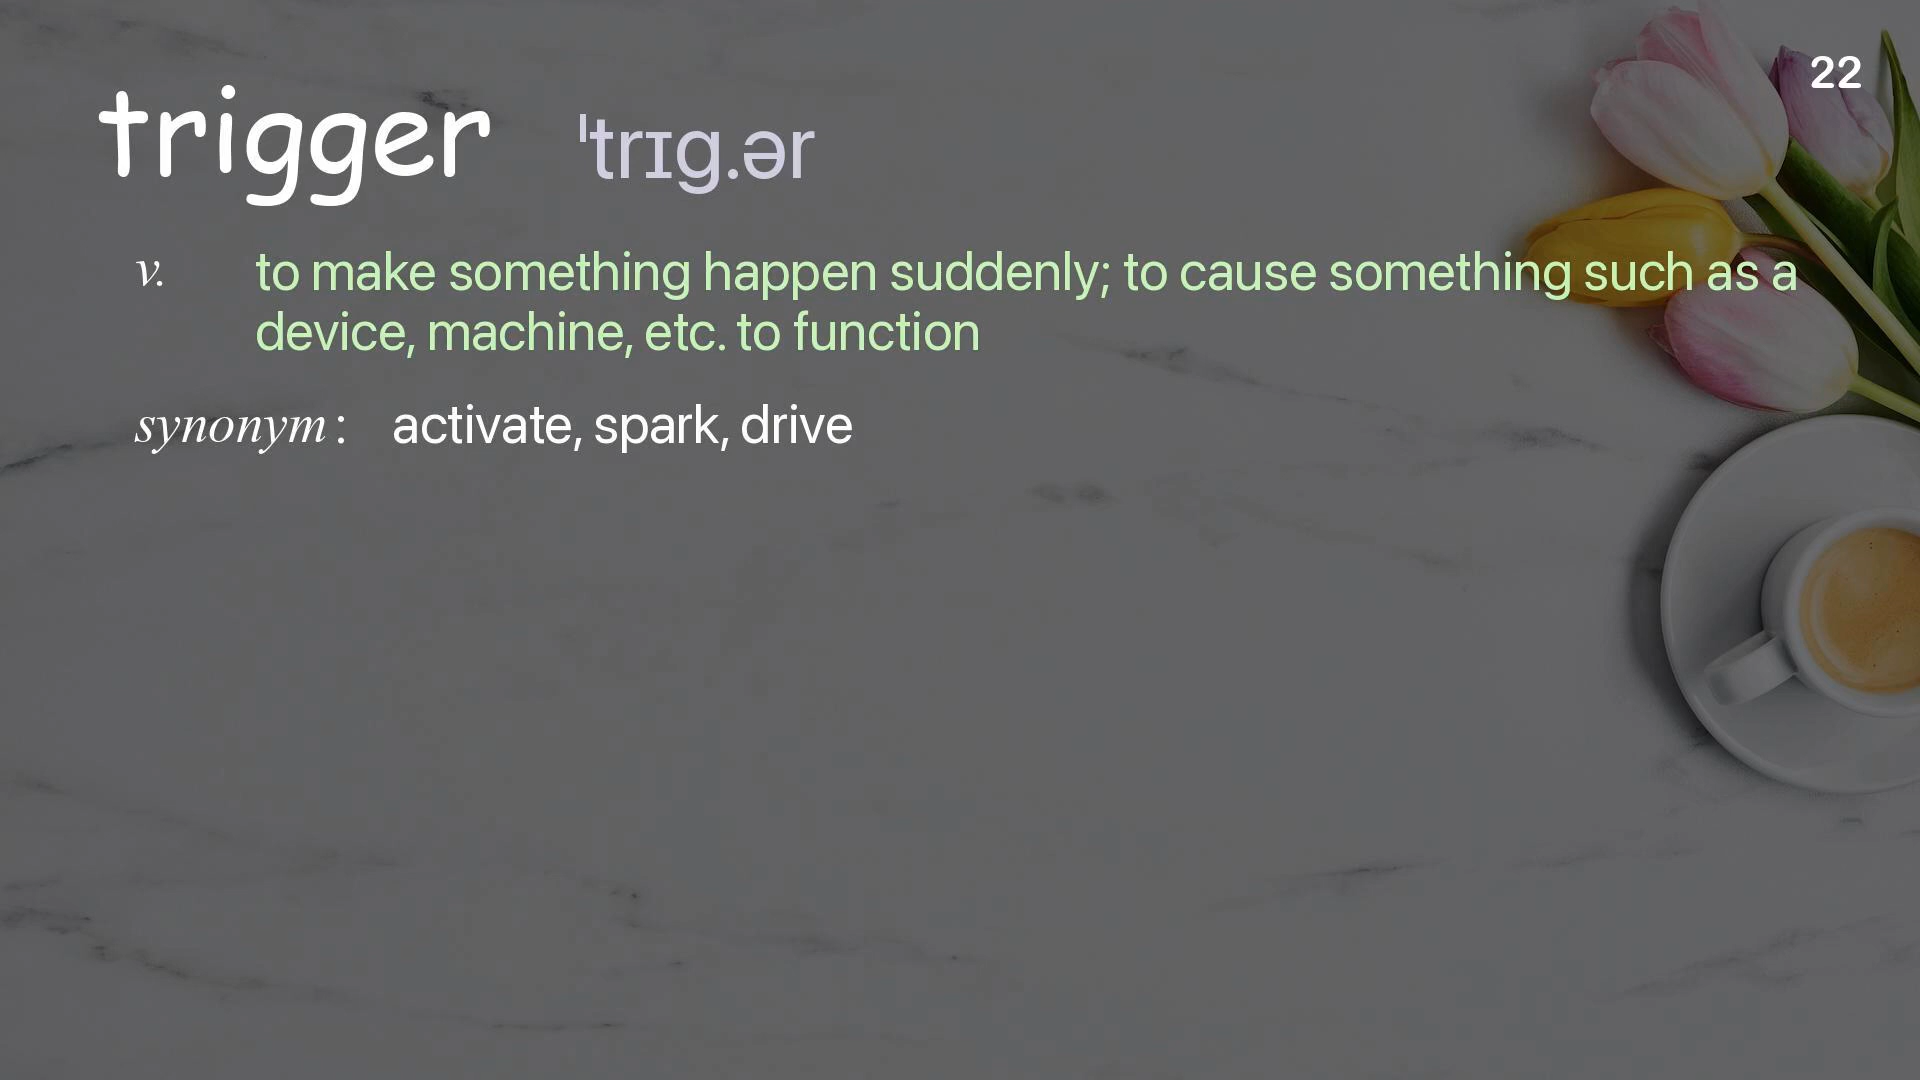 22
trigger ˈtrɪɡ.ər
v. to make something happen suddenly; to cause something such as a
device, machine, etc. to function
synonym: activate, spark, drive